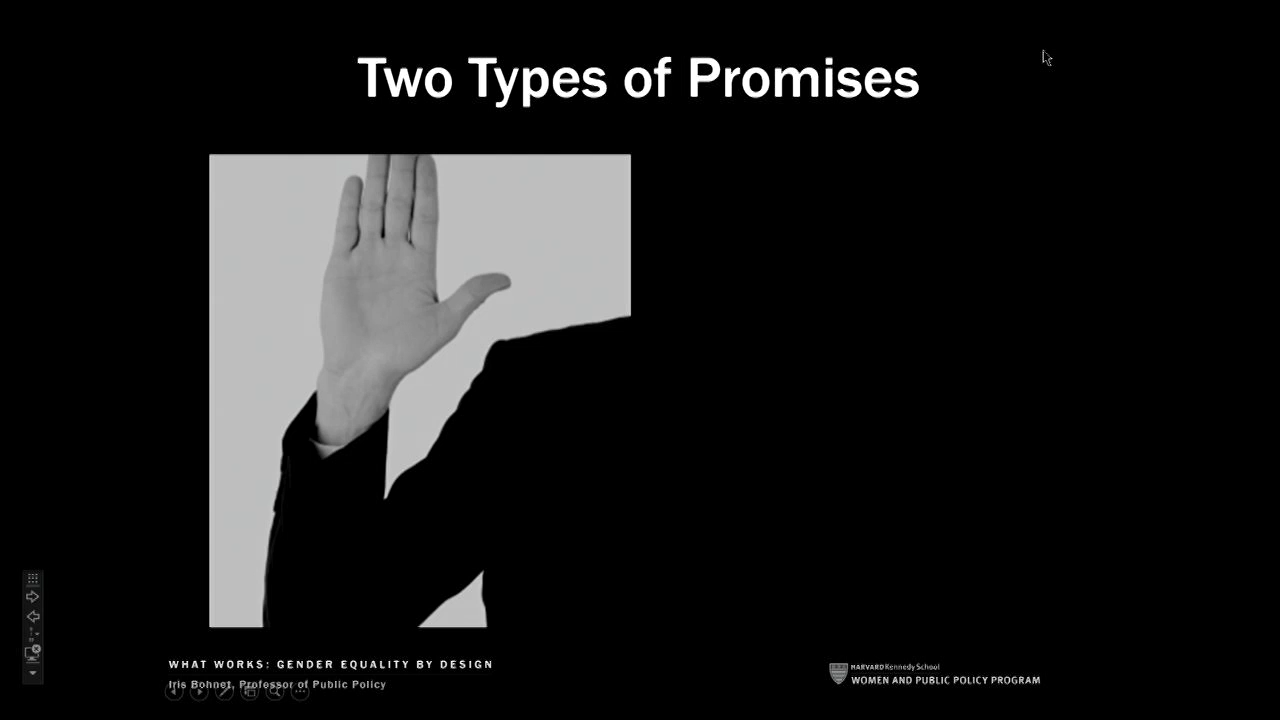 Two Types of Promises
WHAT WORKS: GENDER EQUALITY BY DESIGN
Iris Bohnet, Professor of Public Policy
HARVARD Kennedy School
WOMEN AND PUBLIC POLICY PROGRAM